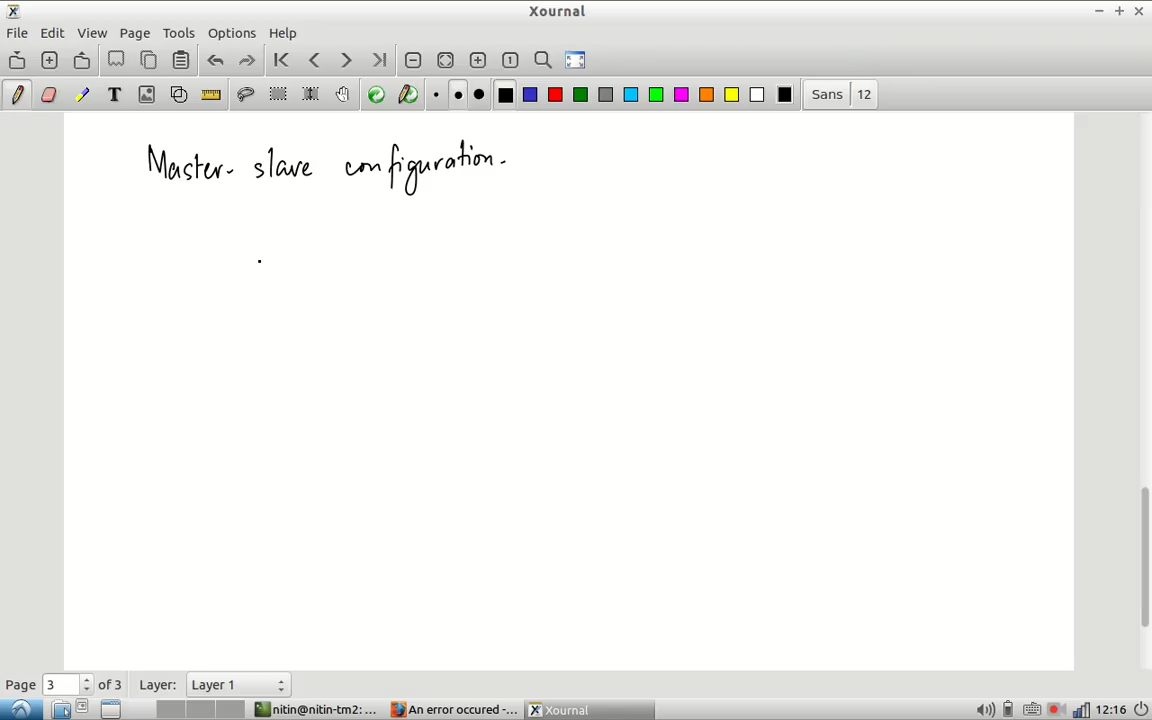 Xournal
File Edit View Page Tools Options Help
Sans 12
Master- slave configuration.
Page 3 of 3 Layer: Layer 1
nitin@nitin-tm2: ... An error occured -... Xournal 12:16